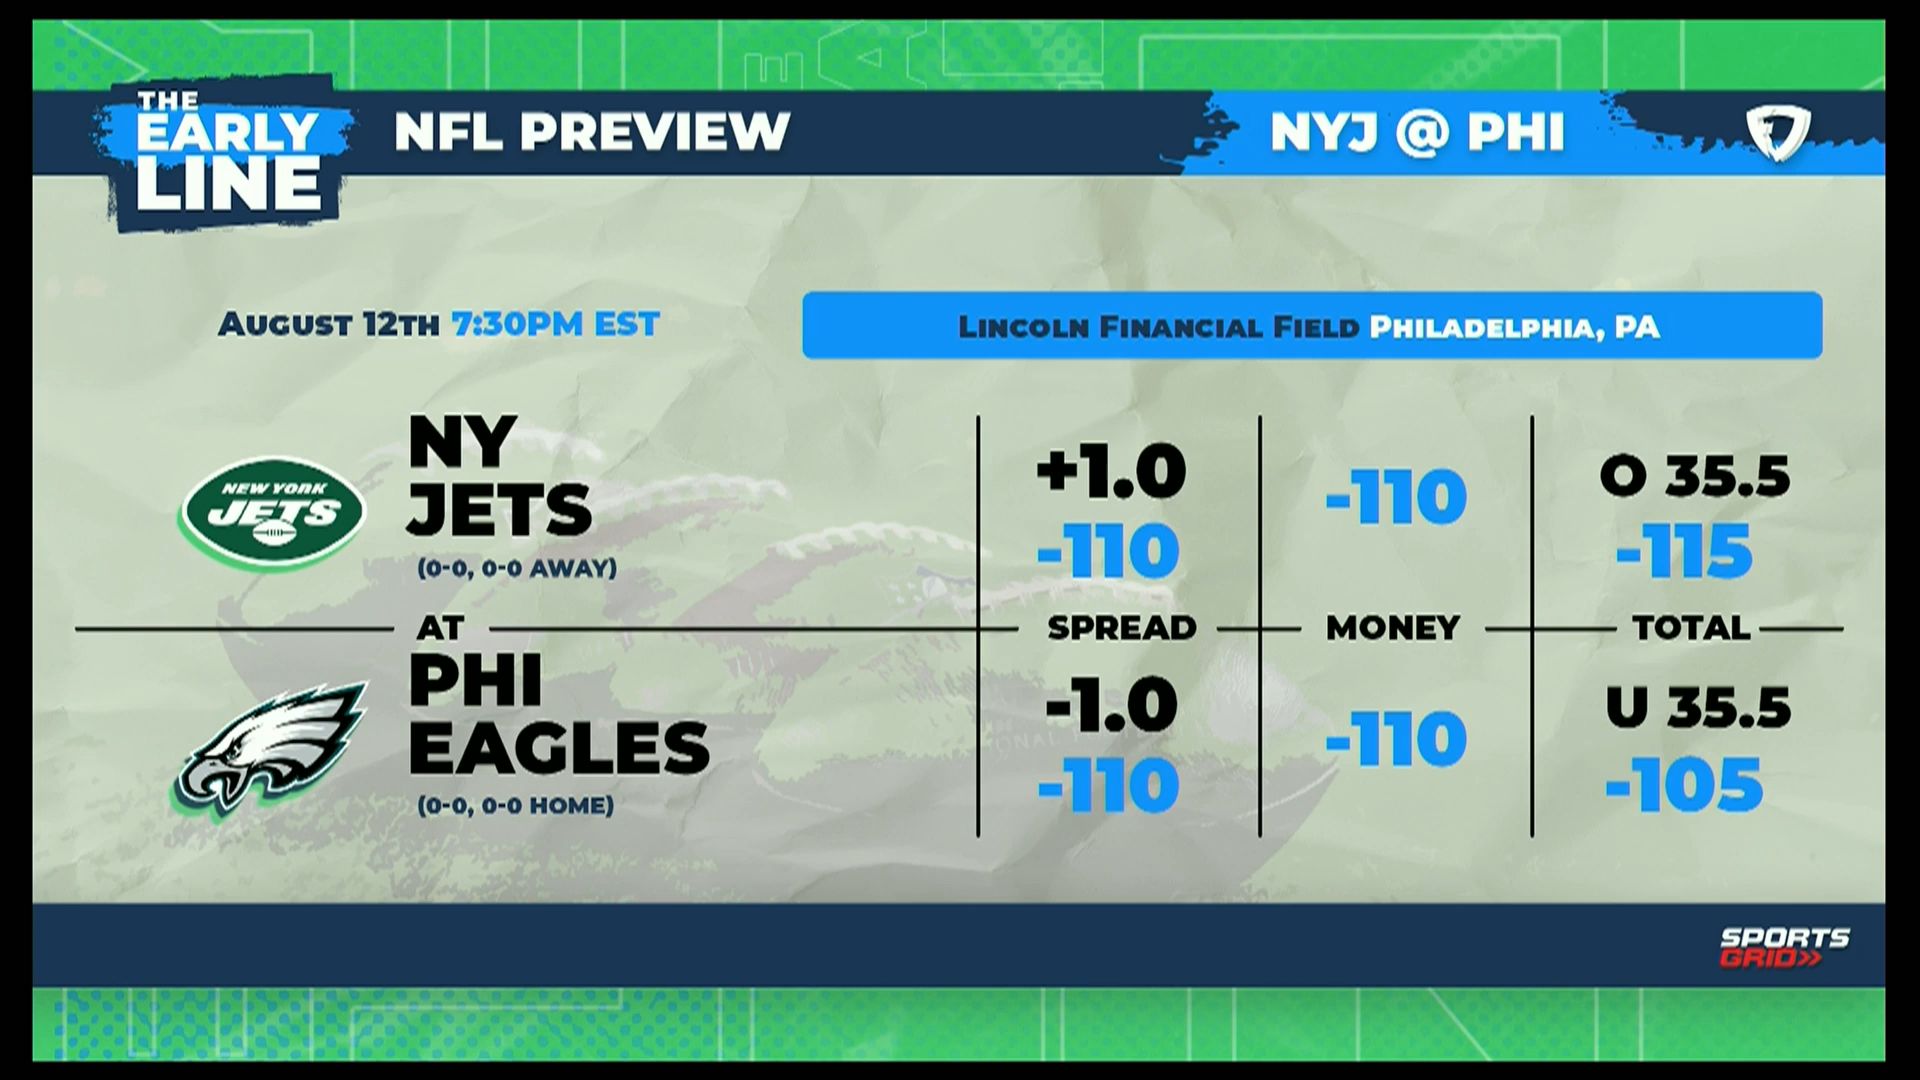 THE
EARLY
LINE
NFL PREVIEW
NYJ @ PHI
AUGUST 12TH 7:30PM EST
LINCOLN FINANCIAL FIELD PHILADELPHIA, PA
NEW YORK
JETS
NY
JETS
(0-0, 0-0 AWAY)
+1.0
-110
-110
O 35.5
-115
AT
SPREAD
MONEY
TOTAL
PHI
EAGLES
(0-0, 0-0 HOME)
-1.0
-110
-110
U 35.5
-105
SPORTS
GRID